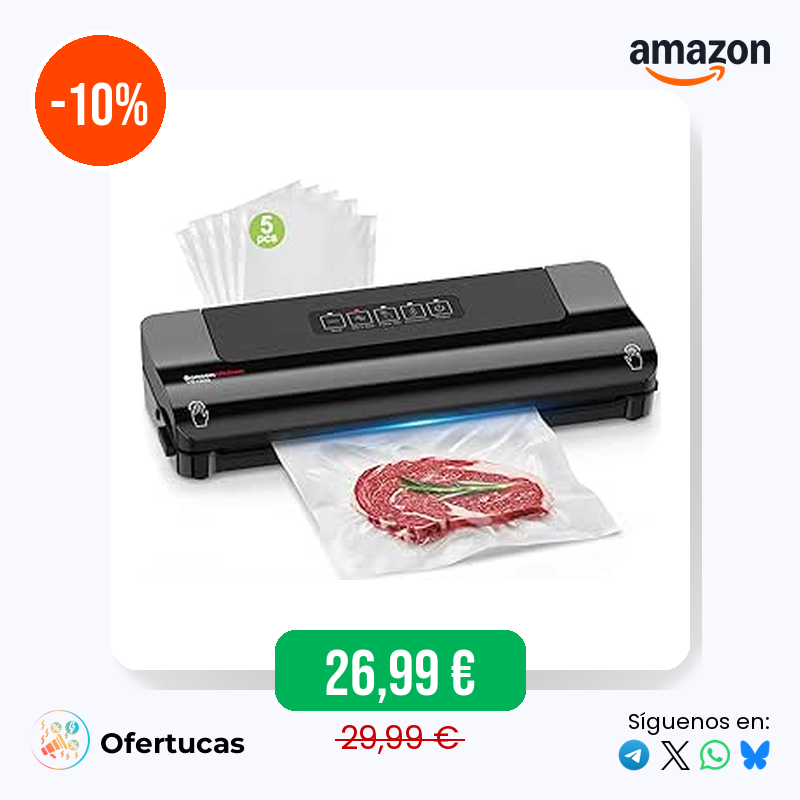 -10%
amazon
5
pcs
26,99 €
29,99 €
Ofertucas
Síguenos en: